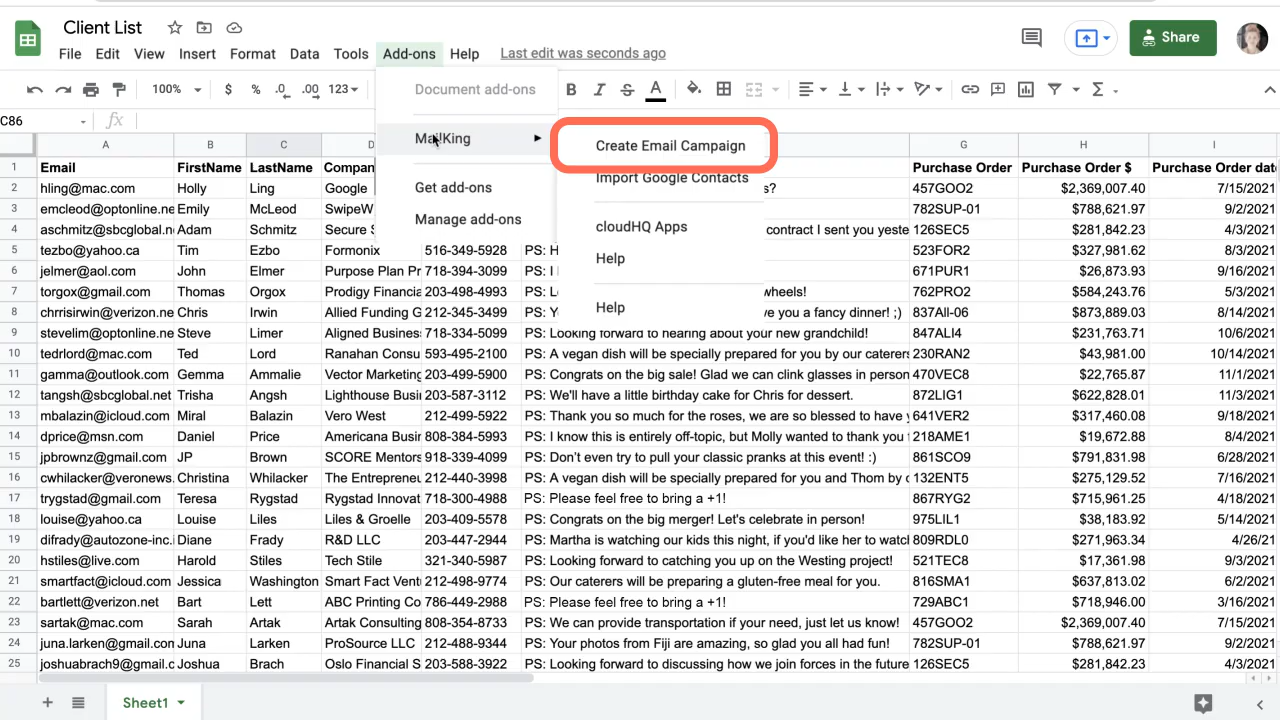 Client List
File Edit View Insert Format Data Tools Add-ons Help Last edit was seconds ago
Share
100% $ % .0 .00 123 B I S A Σ
C86 fx
Document add-ons
MailKing
Get add-ons
Manage add-ons
Create Email Campaign
Import Google Contacts
cloudHQ Apps
Help
Help
A B C D G H I
1 Email FirstName LastName Compan Purchase Order Purchase Order $ Purchase Order date
2 hling@mac.com Holly Ling Google s? 457GOO2 $2,369,007.40 7/15/2021
3 emcleod@optonline.ne Emily McLeod SwipeW 782SUP-01 $788,621.97 9/2/2021
4 aschmitz@sbcglobal.n Adam Schmitz Secure S contract I sent you yeste 126SEC5 $281,842.23 4/3/2021
5 tezbo@yahoo.ca Tim Ezbo Formonix 516-349-5928 PS: H 523FOR2 $327,981.62 8/3/2021
6 jelmer@aol.com John Elmer Purpose Plan Pr 718-394-3099 PS: I 671PUR1 $26,873.93 9/16/2021
7 torgox@gmail.com Thomas Orgox Prodigy Financia 203-498-4993 PS: L wheels! 762PRO2 $584,243.76 5/3/2021
8 chrrisirwin@verizon.ne Chris Irwin Allied Funding G 212-345-3499 PS: Y ve you a fancy dinner! ;) 837All-06 $873,889.03 8/14/2021
9 stevelim@optonline.ne Steve Limer Aligned Business 718-334-5099 PS: Looking forward to hearing about your new grandchild! 847ALI4 $231,763.71 10/6/2021
10 tedrlord@mac.com Ted Lord Ranahan Consu 593-495-2100 PS: A vegan dish will be specially prepared for you by our caterers 230RAN2 $43,981.00 10/14/2021
11 gamma@outlook.com Gemma Ammalie Vector Marketing 203-499-5900 PS: Congrats on the big sale! Glad we can clink glasses in person 470VEC8 $22,765.87 11/1/2021
12 tangsh@sbcglobal.net Trisha Angsh Lighthouse Busi 203-587-3112 PS: We'll have a little birthday cake for Chris for dessert. 872LIG1 $622,828.01 11/3/2021
13 mbalazin@icloud.com Miral Balazin Vero West 212-499-5922 PS: Thank you so much for the roses, we are so blessed to have y 641VER2 $317,460.08 9/18/2021
14 dprice@msn.com Daniel Price Americana Busir 808-384-5993 PS: I know this is entirely off-topic, but Molly wanted to thank you f 218AME1 $19,672.88 8/4/2021
15 jpbrownz@gmail.com JP Brown SCORE Mentors 918-339-4090 PS: Don't even try to pull your classic pranks at this event! :) 861SCO9 $791,831.98 6/28/2021
16 cwhilacker@veronews. Christina Whilacker The Entrepreneu 212-440-3998 PS: A vegan dish will be specially prepared for you and Thom by o 132ENT5 $275,129.52 7/16/2021
17 trygstad@gmail.com Teresa Rygstad Rygstad Innovat 718-300-4988 PS: Please feel free to bring a +1! 867RYG2 $715,961.25 4/18/2021
18 louise@yahoo.ca Louise Liles Liles & Groelle 203-409-5578 PS: Congrats on the big merger! Let's celebrate in person! 975LIL1 $38,183.92 5/14/2021
19 difrady@autozone-inc. Diane Frady R&D LLC 203-447-2944 PS: Martha is watching our kids this night, if you'd like her to watcl 809RDL0 $271,963.34 4/26/21
20 hstiles@live.com Harold Stiles Tech Stile 321-340-5987 PS: Looking forward to catching you up on the Westing project! 521TEC8 $17,361.98 6/2/2021
21 smartfact@icloud.com Jessica Washington Smart Fact Vent 212-498-9774 PS: Our caterers will be preparing a gluten-free meal for you. 816SMA1 $637,813.02 6/2/2021
22 bartlett@verizon.net Bart Lett ABC Printing Co 786-449-2988 PS: Please feel free to bring a +1! 729ABC1 $718,946.00 3/16/2021
23 sartak@mac.com Sarah Artak Artak Consulting 808-354-8733 PS: We can provide transportation if your need, just let us know! 457GOO2 $2,369,007.40 7/15/2021
24 juna.larken@gmail.com Juna Larken ProSource LLC 212-488-9344 PS: Your photos from Fiji are amazing, so glad you all had fun! 782SUP-01 $788,621.97 9/2/2021
25 joshuabrach9@gmail.c Joshua Brach Oslo Financial S 203-588-3922 PS: Looking forward to discussing how we join forces in the future 126SEC5 $281,842.23 4/3/2021
Sheet1